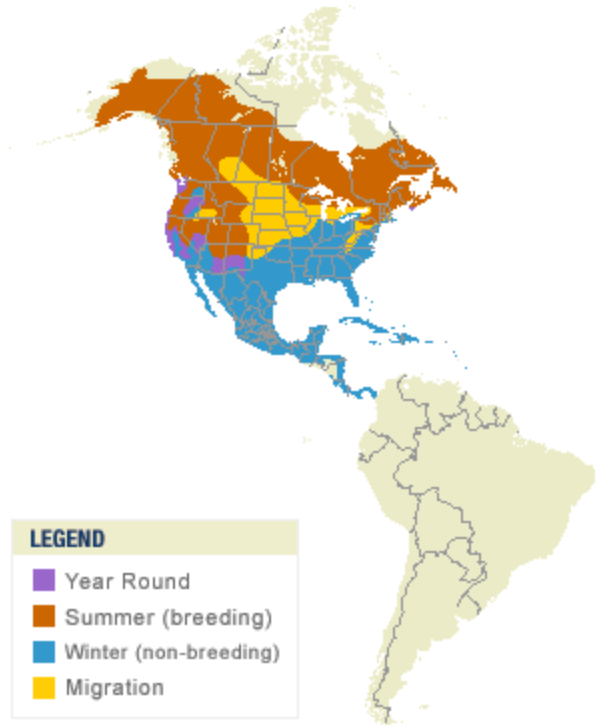 LEGEND
Year Round
Summer (breeding)
Winter (non-breeding)
Migration